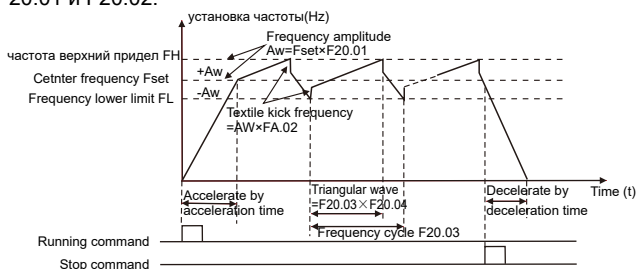 20.01 и F20.02.
установка частоты(Hz)
Frequency amplitude
Aw=Fset×F20.01
частота верхний придел FH
+Aw
Cetnter frequency Fset
-Aw
Frequency lower limit FL
Textile kick frequency
=AW×FA.02
Accelerate by
acceleration time
Triangular wave
=F20.03×F20.04
Decelerate by
deceleration time
Time (t)
Frequency cycle F20.03
Running command
Stop command